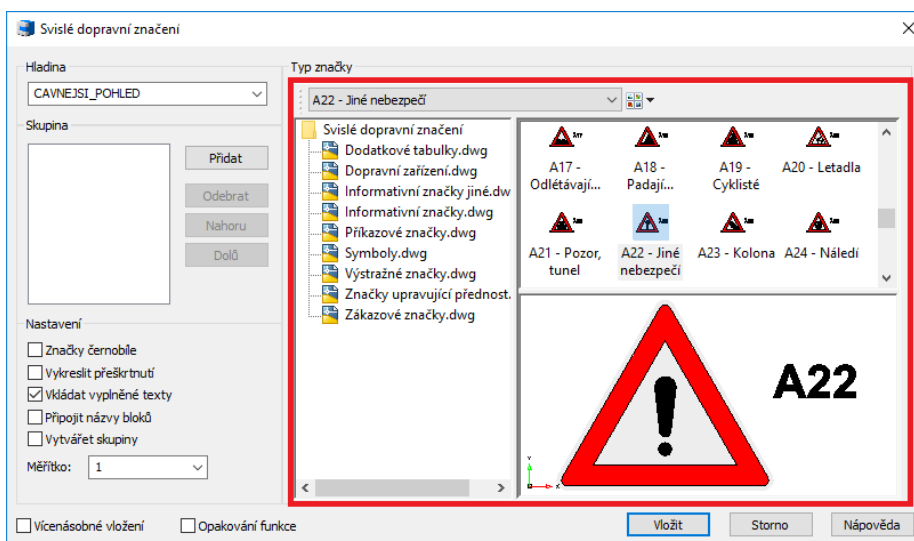 Svislé dopravní značení
Hladina
CAVNEJSI_POHLED
Skupina
Přidat
Odebrat
Nahoru
Dolů
Nastavení
Značky černobíle
Vykreslit přeškrtnutí
Vkládat vyplněné texty
Připojit názvy bloků
Vytvářet skupiny
Měřítko:
1
Typ značky
A22 - Jiné nebezpečí
Svislé dopravní značení
Dodatkové tabulky.dwg
Dopravní zařízení.dwg
Informativní značky jiné.dw
Informativní značky.dwg
Příkazové značky.dwg
Symboly.dwg
Výstražné značky.dwg
Značky upravující přednost.
Zákazové značky.dwg
A17 -
Odlétávají...
A18 -
Padají...
A19 -
Cyklisté
A20 - Letadla
A21 - Pozor,
tunel
A22 - Jiné
nebezpečí
A23 - Kolona
A24 - Náledí
A22
Y
X
Vícenásobné vložení
Opakování funkce
Vložit
Storno
Nápověda